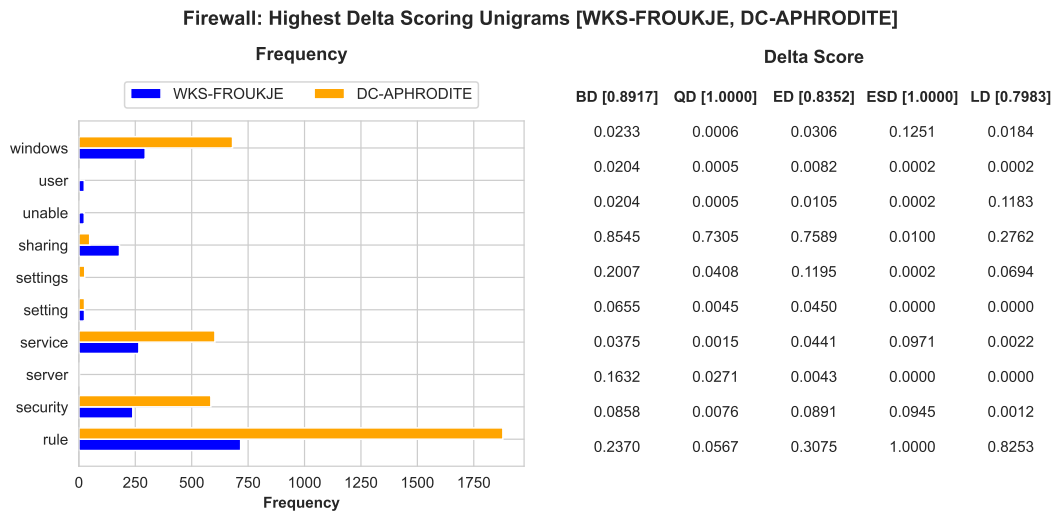 Firewall: Highest Delta Scoring Unigrams [WKS-FROUKJE, DC-APHRODITE]
Frequency
WKS-FROUKJE DC-APHRODITE
windows
user
unable
sharing
settings
setting
service
server
security
rule
0 250 500 750 1000 1250 1500 1750
Frequency
Delta Score
BD [0.8917] QD [1.0000] ED [0.8352] ESD [1.0000] LD [0.7983]
0.0233 0.0006 0.0306 0.1251 0.0184
0.0204 0.0005 0.0082 0.0002 0.0002
0.0204 0.0005 0.0105 0.0002 0.1183
0.8545 0.7305 0.7589 0.0100 0.2762
0.2007 0.0408 0.1195 0.0002 0.0694
0.0655 0.0045 0.0450 0.0000 0.0000
0.0375 0.0015 0.0441 0.0971 0.0022
0.1632 0.0271 0.0043 0.0000 0.0000
0.0858 0.0076 0.0891 0.0945 0.0012
0.2370 0.0567 0.3075 1.0000 0.8253